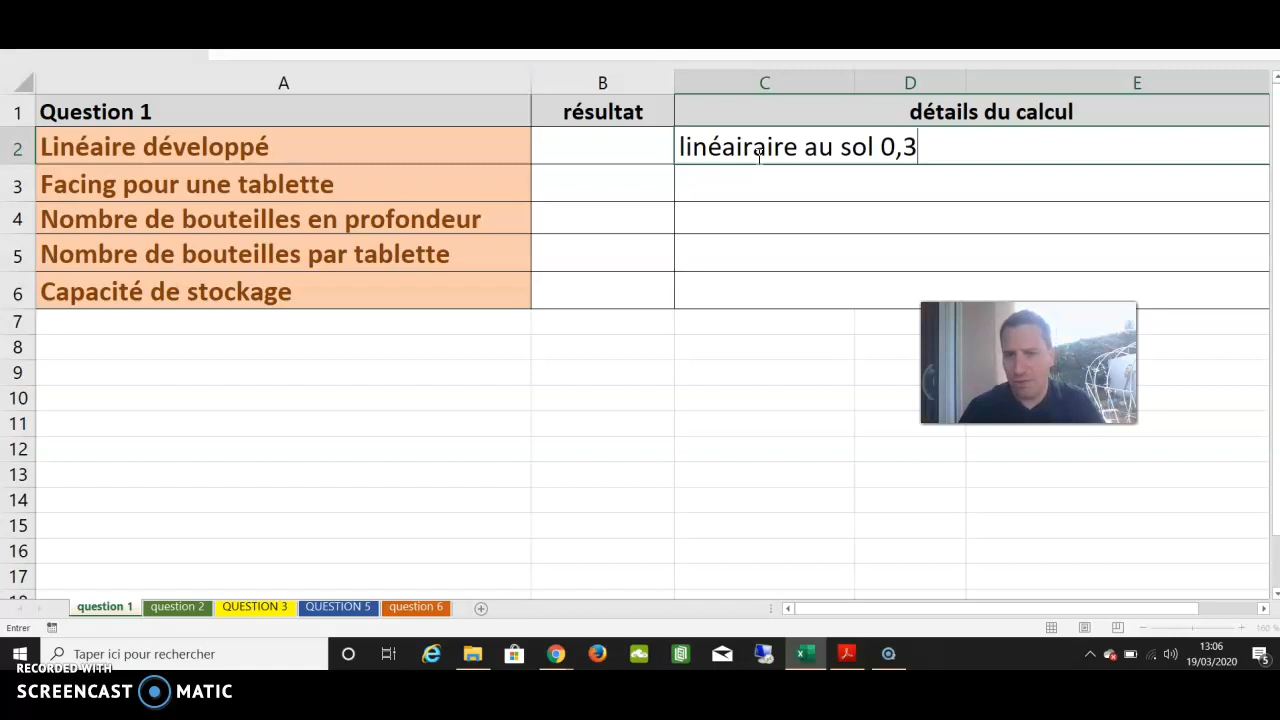 A B C D E
1 Question 1 résultat détails du calcul
2 Linéaire développé linéairaire au sol 0,3
3 Facing pour une tablette
4 Nombre de bouteilles en profondeur
5 Nombre de bouteilles par tablette
6 Capacité de stockage
7
8
9
10
11
12
13
14
15
16
17
question 1 question 2 QUESTION 3 QUESTION 5 question 6
Entrer 160 %
Taper ici pour rechercher 13:06
19/03/2020 5
RECORDED WITH
SCREENCAST MATIC